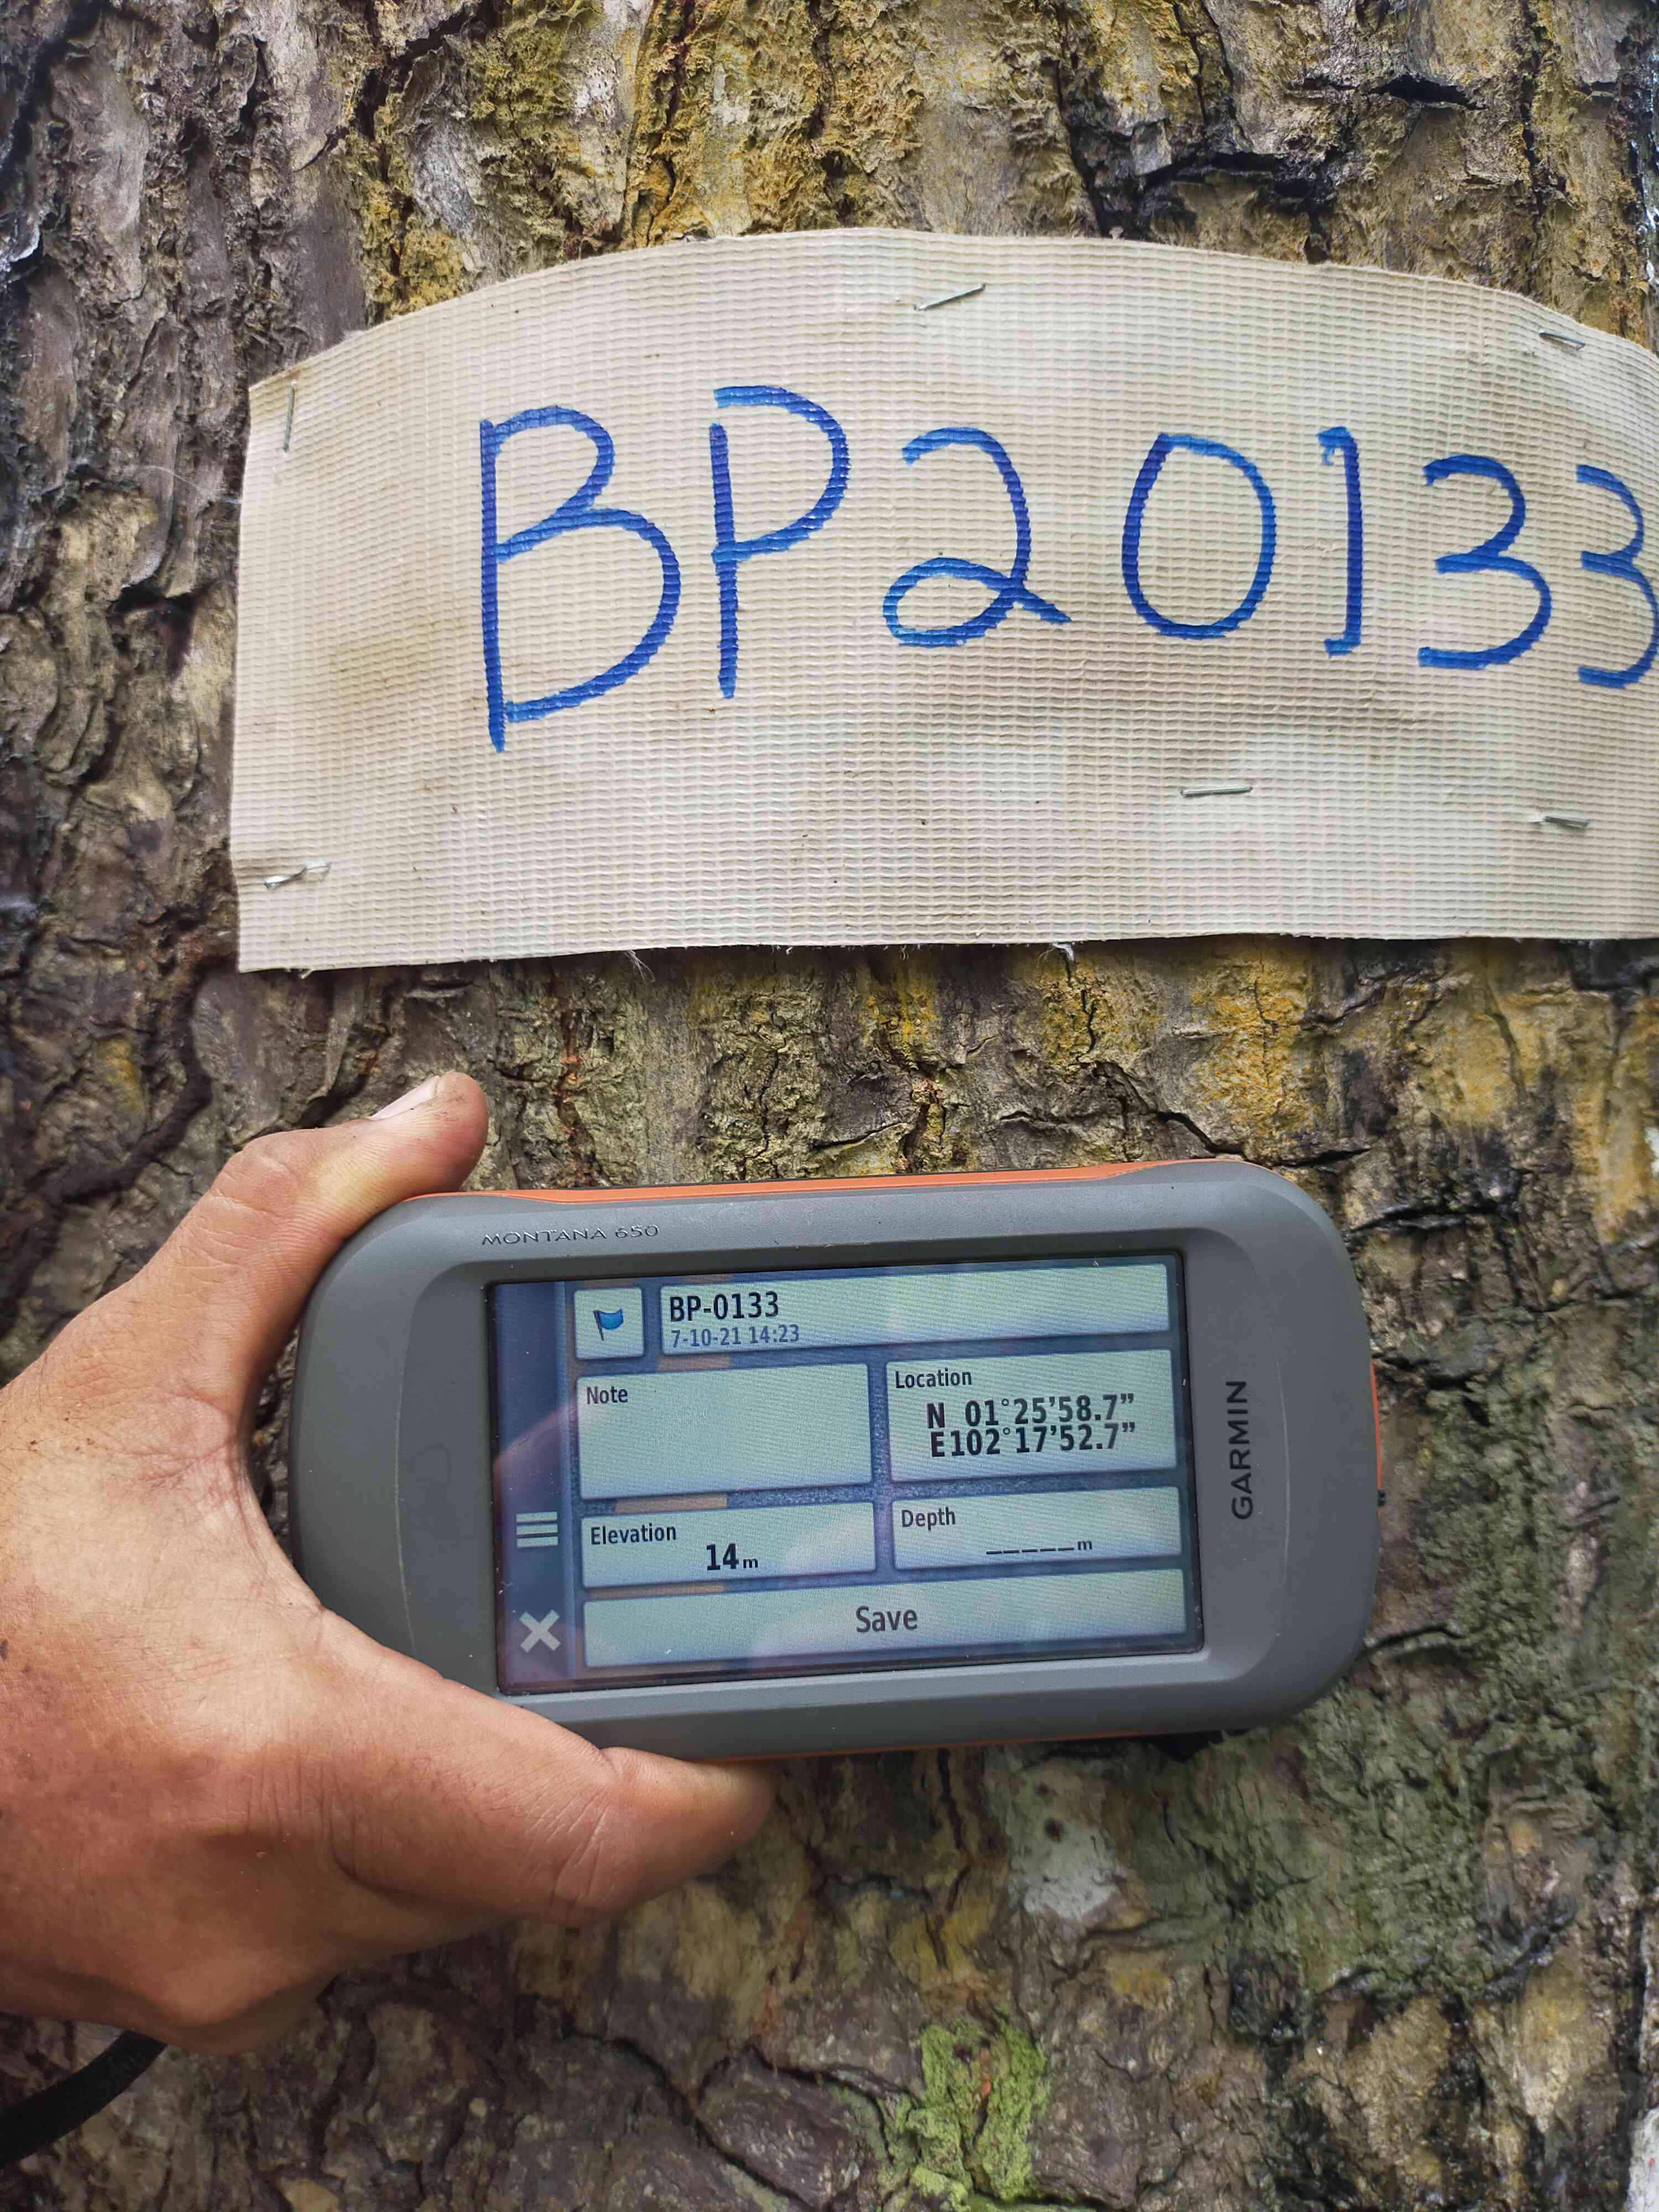 BP20133
MONTANA 650
BP-0133
7-10-21 14:23
Note
Location
N 01°25'58.7"
E102°17'52.7"
Elevation
14m
Depth
_____m
Save
GARMIN